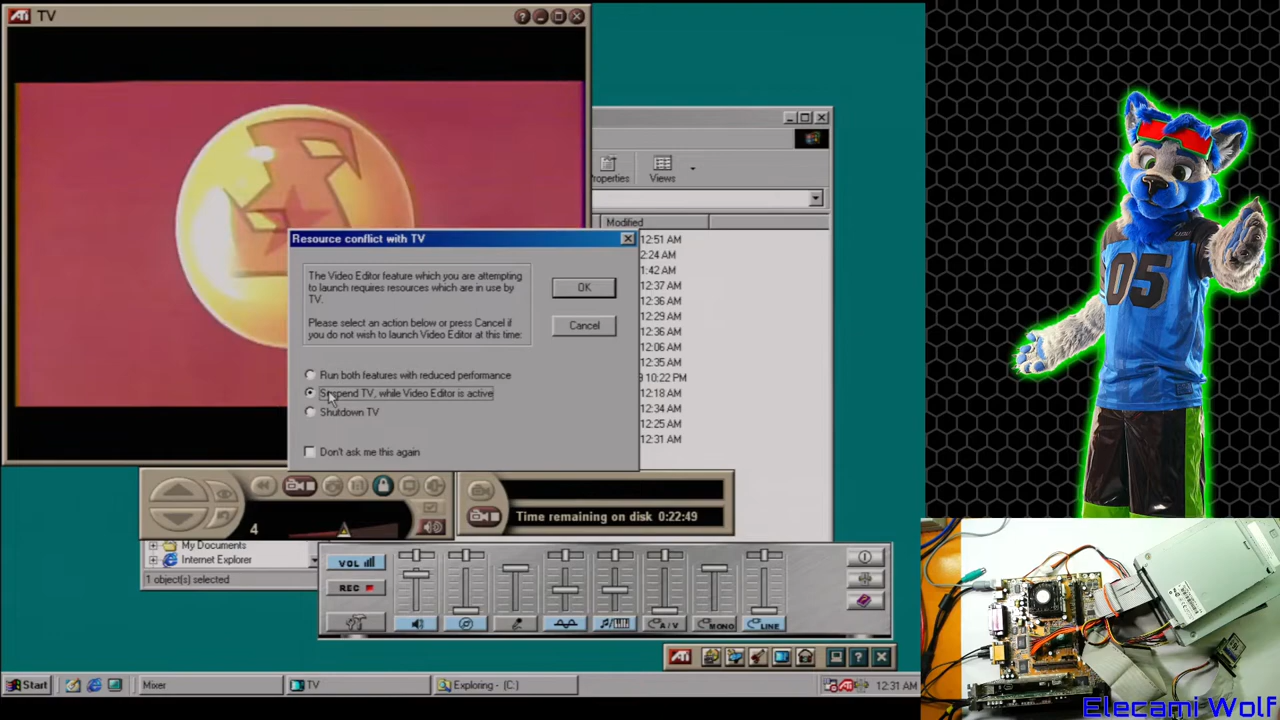 ATI TV
Properties
Views
Modified
12:51 AM
2:24 AM
1:42 AM
12:37 AM
12:36 AM
12:29 AM
12:36 AM
12:06 AM
12:35 AM
10:22 PM
12:18 AM
12:34 AM
12:25 AM
12:31 AM
Resource conflict with TV
The Video Editor feature which you are attempting
to launch requires resources which are in use by
TV.
Please select an action below or press Cancel if
you do not wish to launch Video Editor at this time:
OK
Cancel
Run both features with reduced performance
Suspend TV, while Video Editor is active
Shutdown TV
Don't ask me this again
4
Time remaining on disk 0:22:49
My Documents
Internet Explorer
1 object(s) selected
VOL
REC
A/V
MONO
LINE
ATI
?
Start
Mixer
TV
Exploring - (C:)
ATI
12:31 AM
05
Elecami Wolf